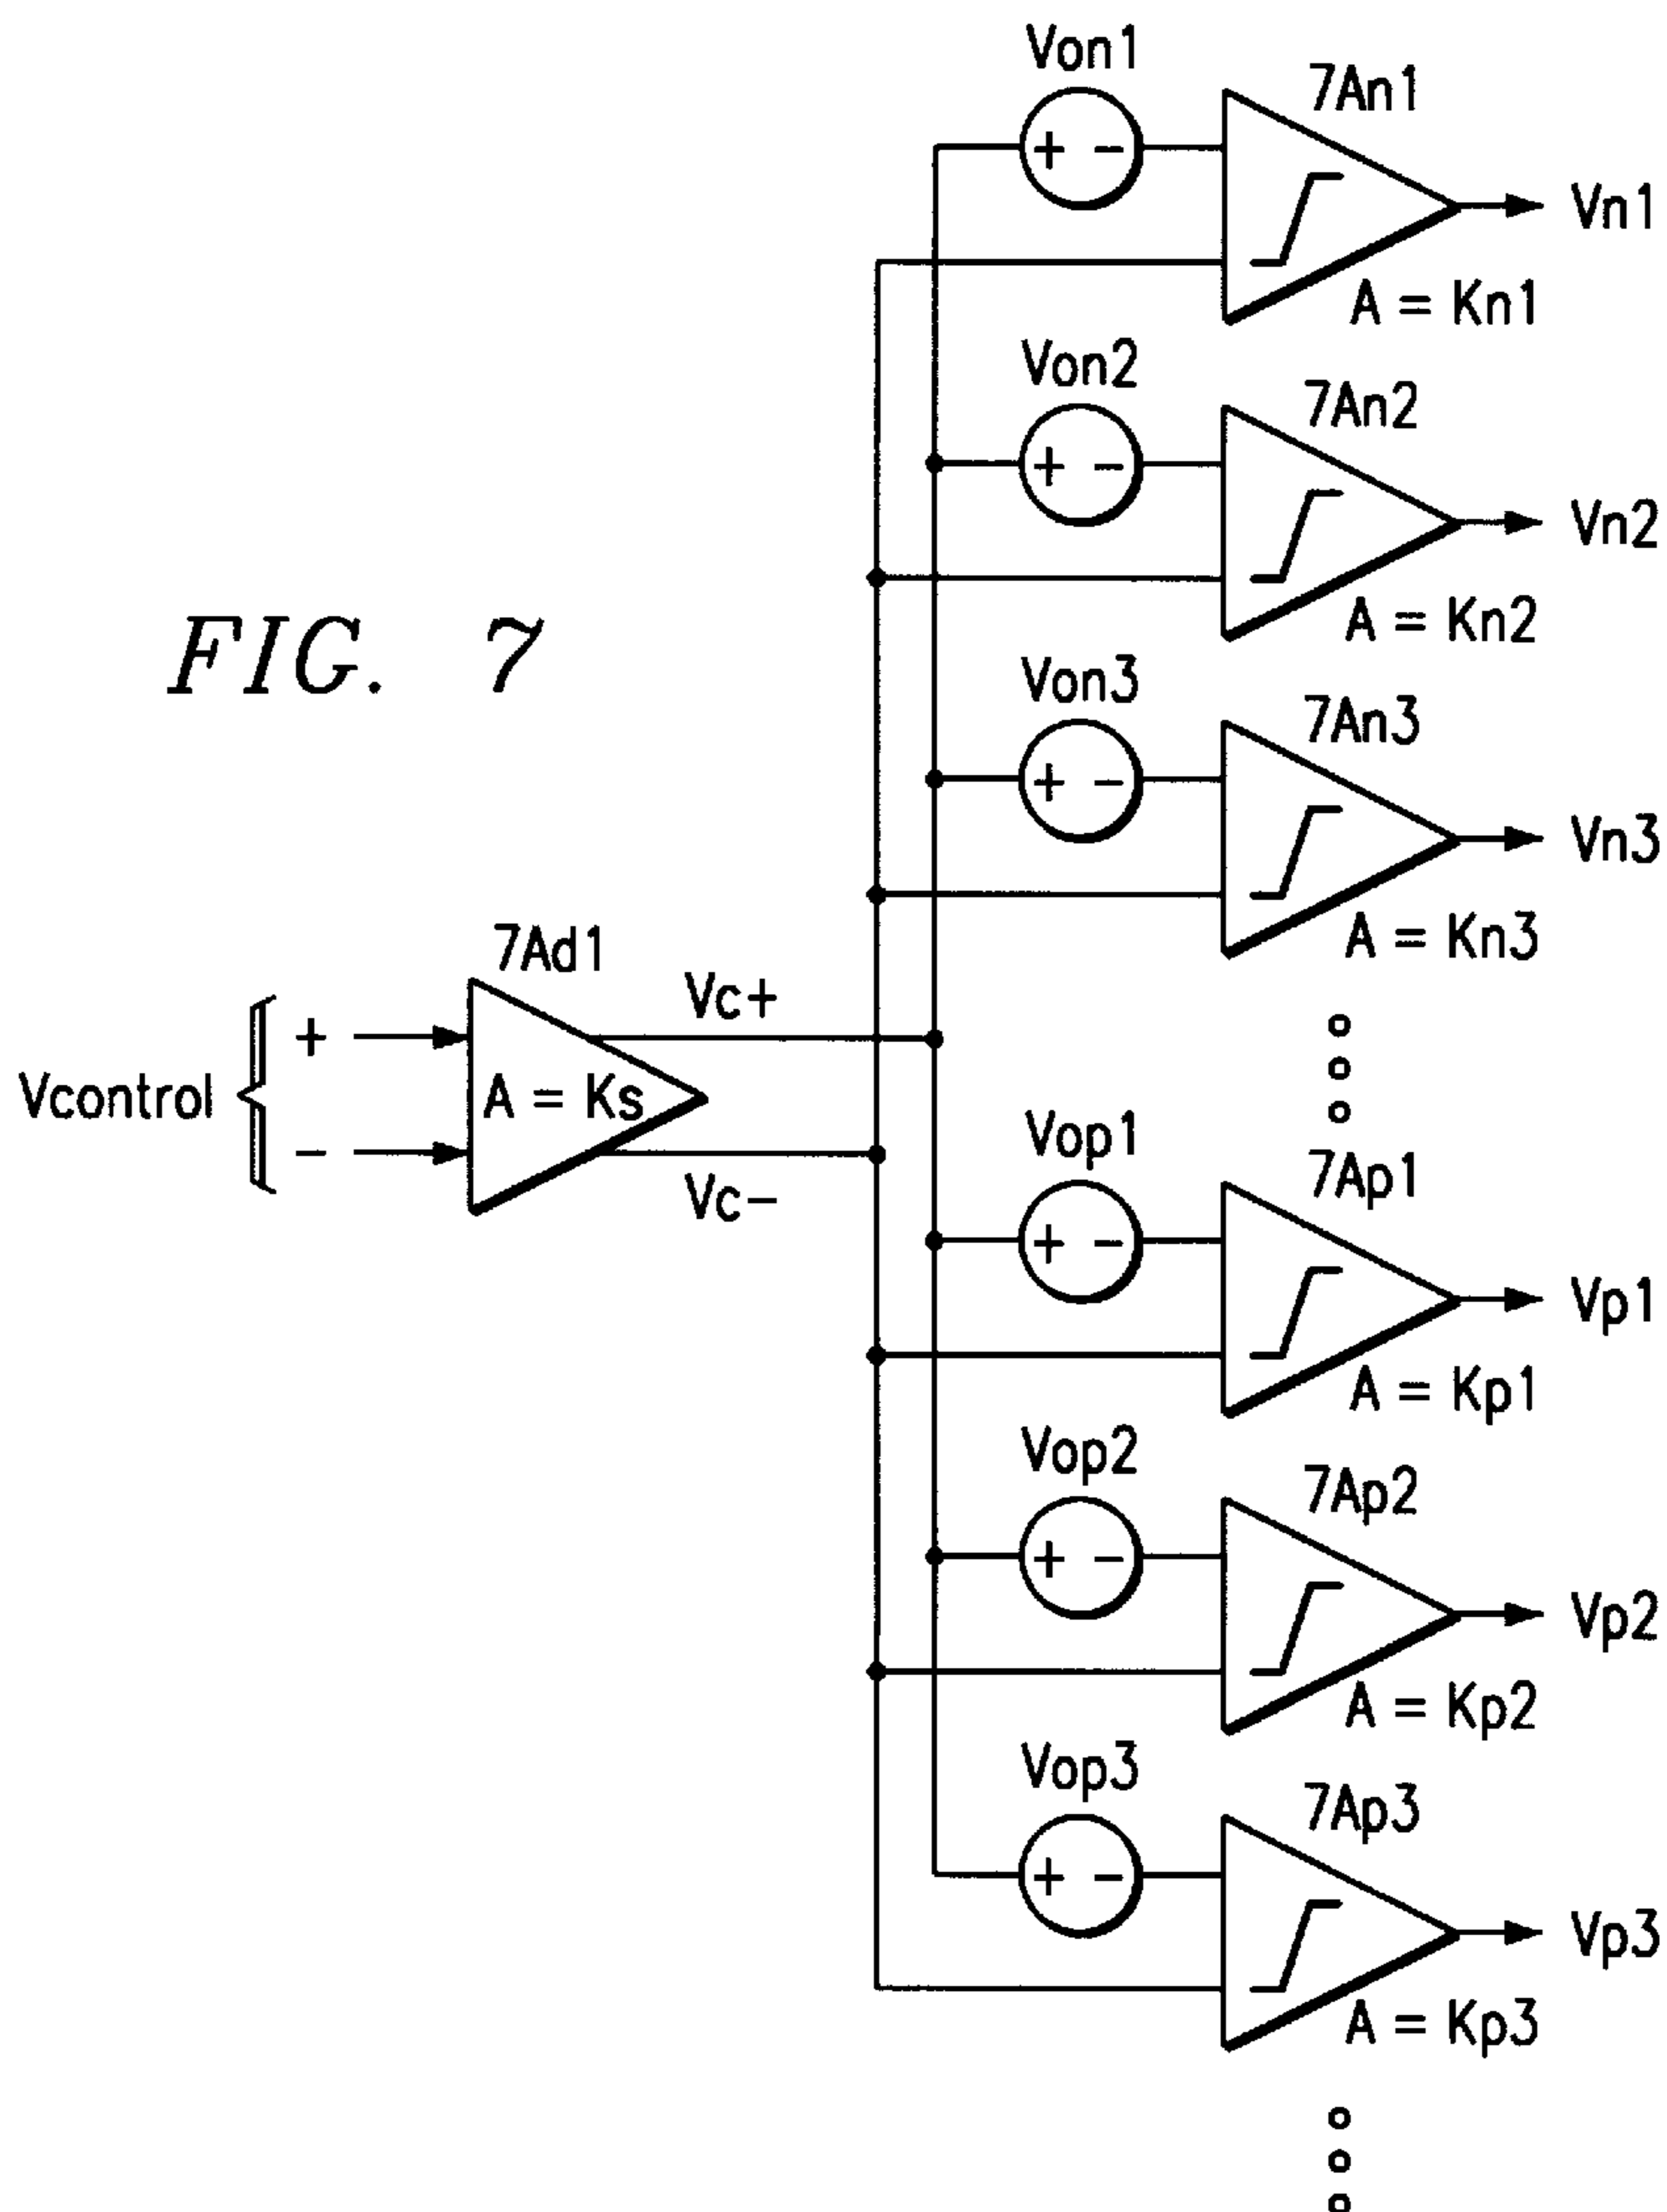 Von1
7An1
Vn1
+ -
A = Kn1
Von2
7An2
Vn2
+ -
A = Kn2
FIG. 7
Von3
7An3
Vn3
+ -
A = Kn3
7Ad1
Vc+
+
Vcontrol
A = Ks
-
Vc-
Vop1
7Ap1
Vp1
+ -
A = Kp1
Vop2
7Ap2
Vp2
+ -
A = Kp2
Vop3
7Ap3
Vp3
+ -
A = Kp3